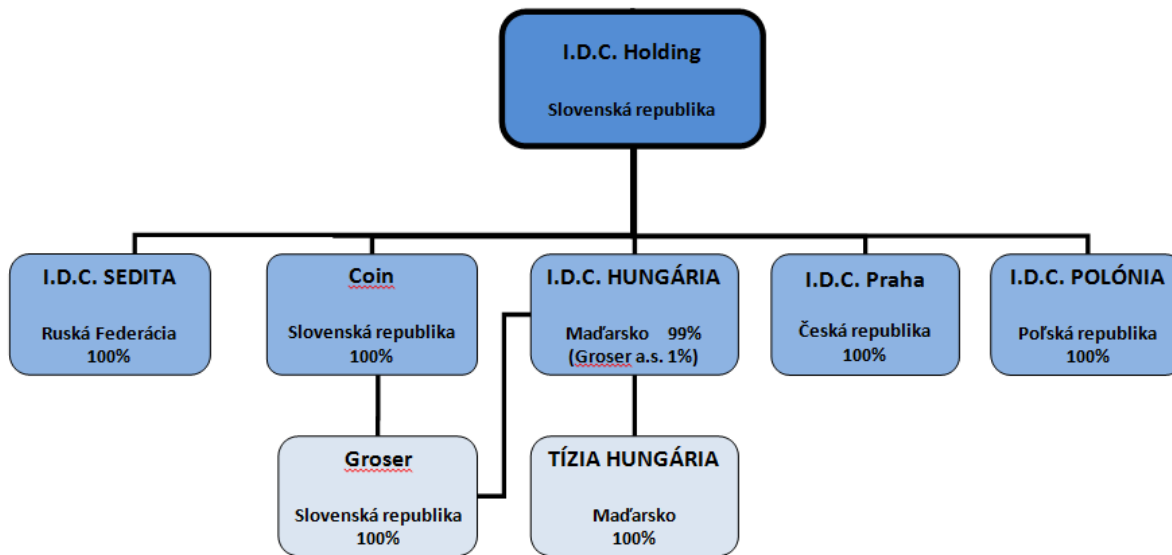 I.D.C. Holding
Slovenská republika
I.D.C. SEDITA
Ruská Federácia
100%
Coin
Slovenská republika
100%
I.D.C. HUNGÁRIA
Maďarsko 99%
(Groser a.s. 1%)
I.D.C. Praha
Česká republika
100%
I.D.C. POLÓNIA
Poľská republika
100%
Groser
Slovenská republika
100%
TÍZIA HUNGÁRIA
Maďarsko
100%